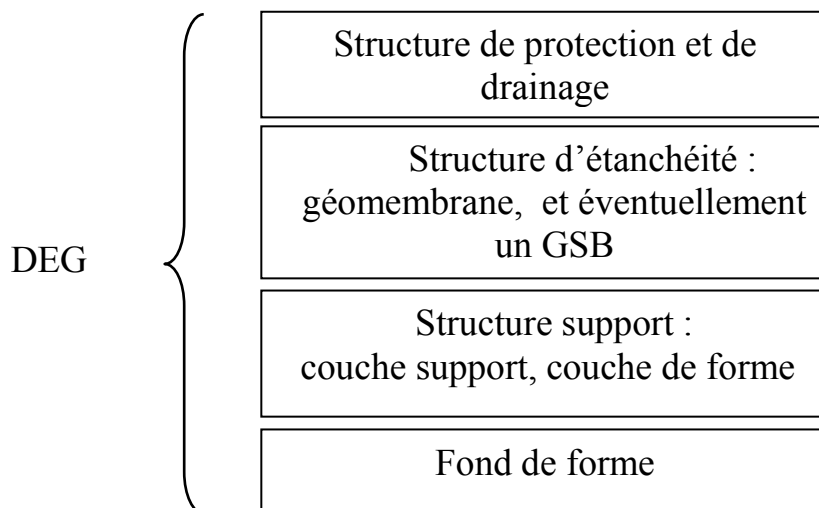 Structure de protection et de
drainage
Structure d’étanchéité :
géomembrane, et éventuellement
un GSB
DEG
Structure support :
couche support, couche de forme
Fond de forme